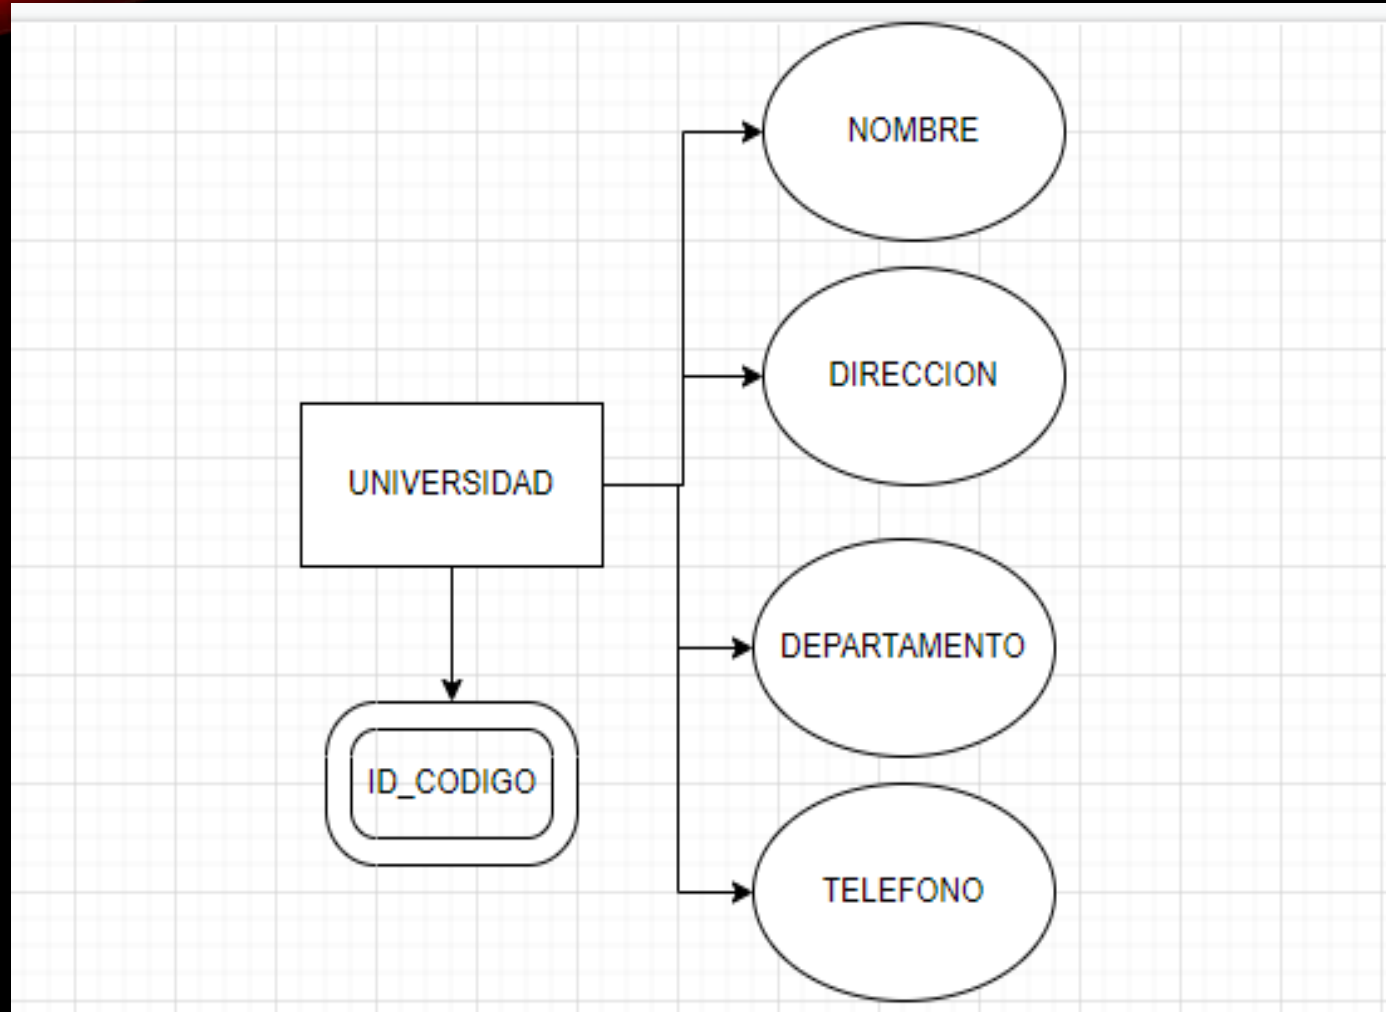 NOMBRE
DIRECCION
UNIVERSIDAD
DEPARTAMENTO
ID_CODIGO
TELEFONO